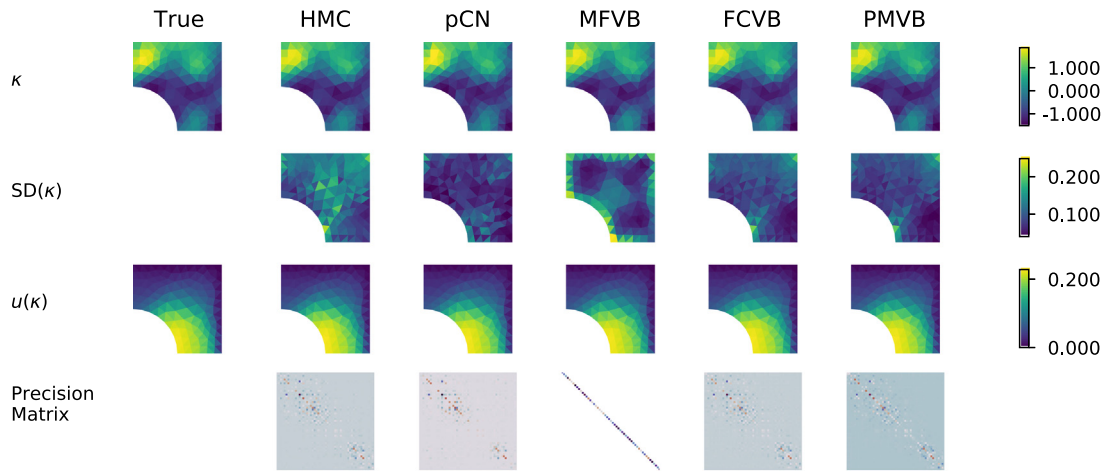 True HMC pCN MFVB FCVB PMVB
κ
1.000
0.000
-1.000
SD(κ)
0.200
0.100
u(κ)
0.200
0.000
Precision
Matrix